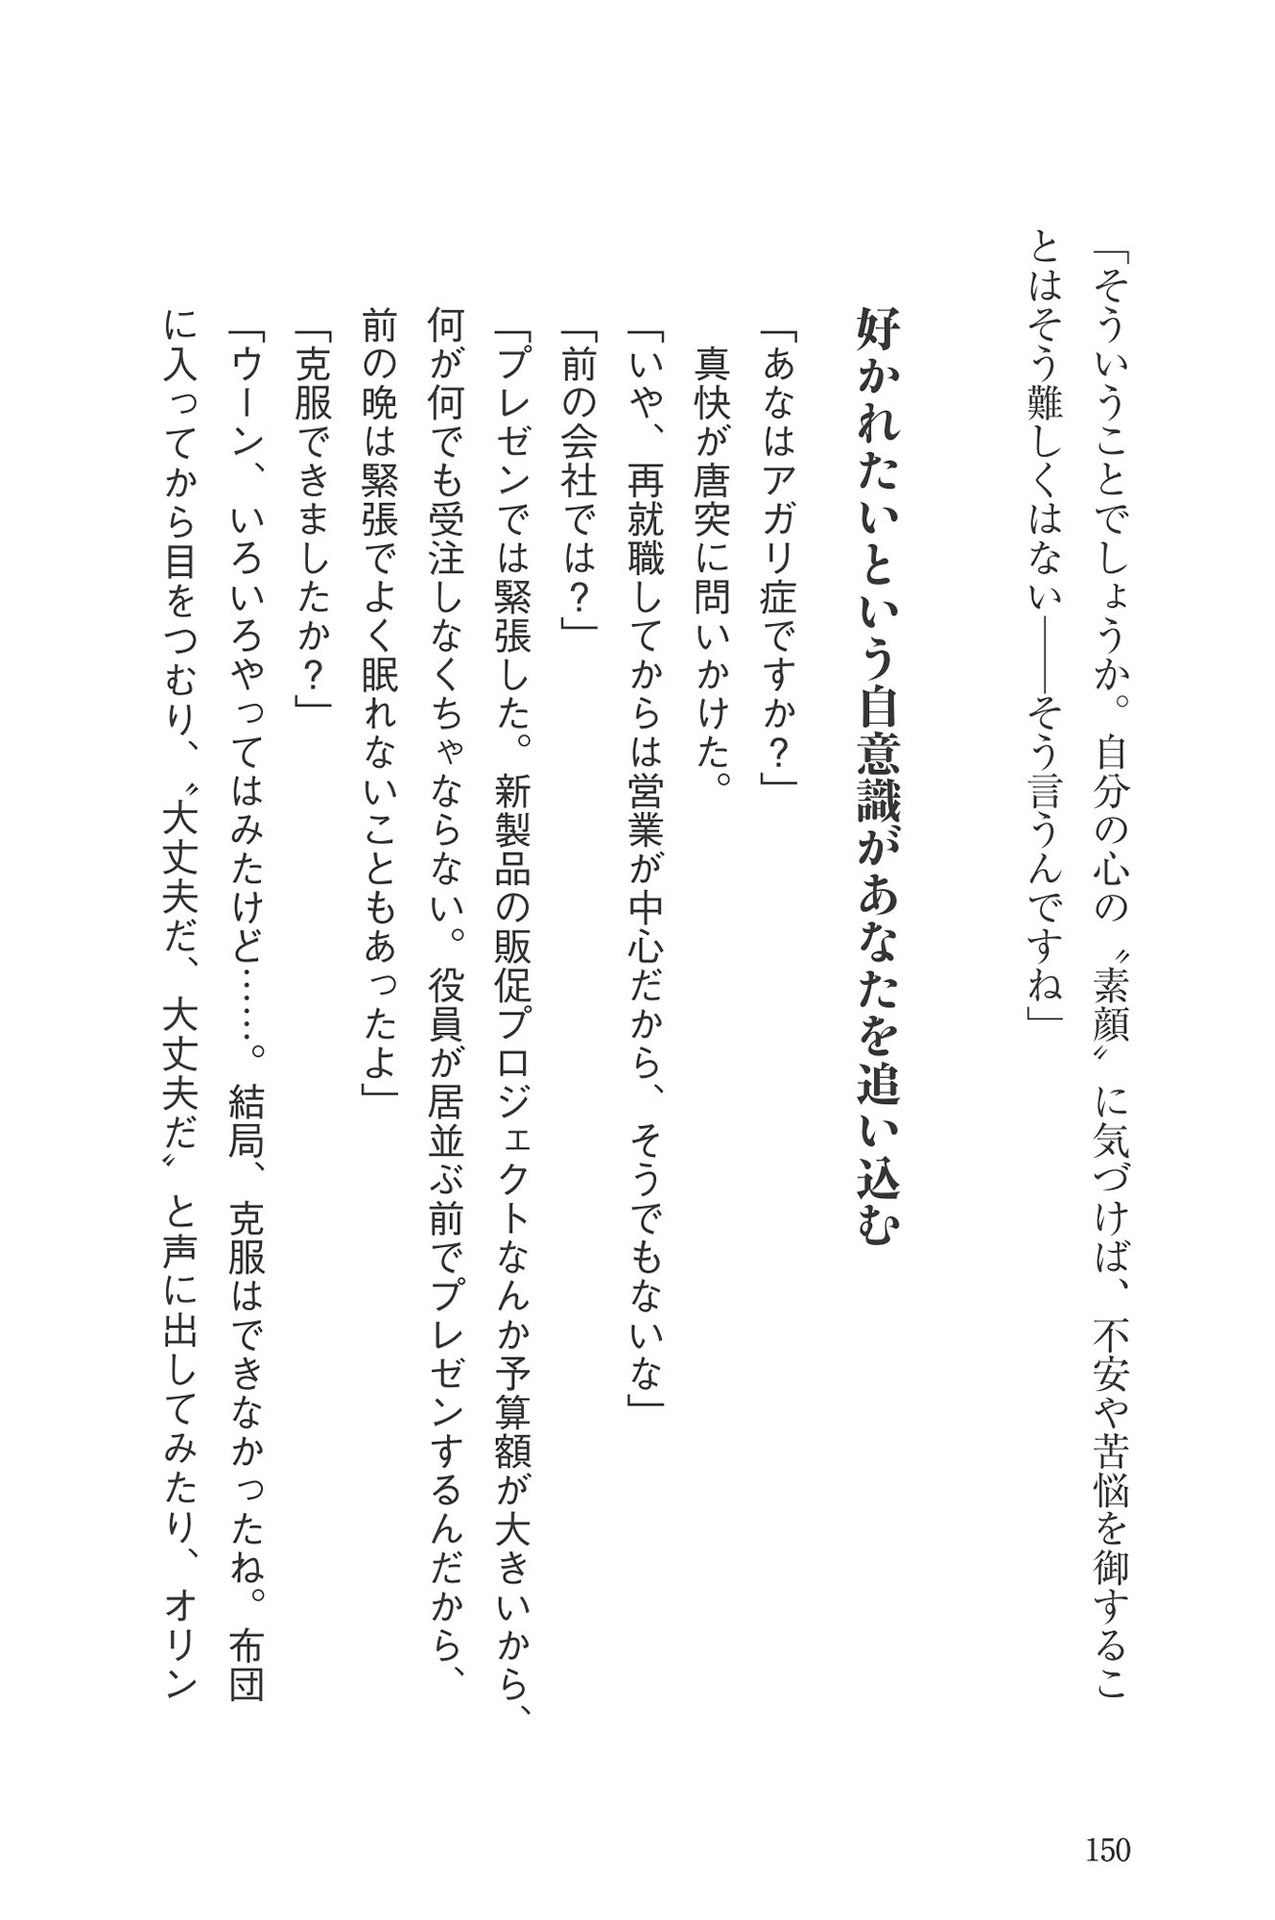 「そういうことでしょうか。自分の心の〝素顔〟に気づけば、不安や苦悩を御するこ
とはそう難しくはない――そう言うんですね」
好かれたいという自意識があなたを追い込む
「あなはアガリ症ですか？」
真快が唐突に問いかけた。
「いや、再就職してからは営業が中心だから、そうでもないな」
「前の会社では？」
「プレゼンでは緊張した。新製品の販促プロジェクトなんか予算額が大きいから、
何が何でも受注しなくちゃならない。役員が居並ぶ前でプレゼンするんだから、
前の晩は緊張でよく眠れないこともあったよ」
「克服できましたか？」
「ウーン、いろいろやってはみたけど……。結局、克服はできなかったね。布団
に入ってから目をつむり、〝大丈夫だ、大丈夫だ〟と声に出してみたり、オリン
150